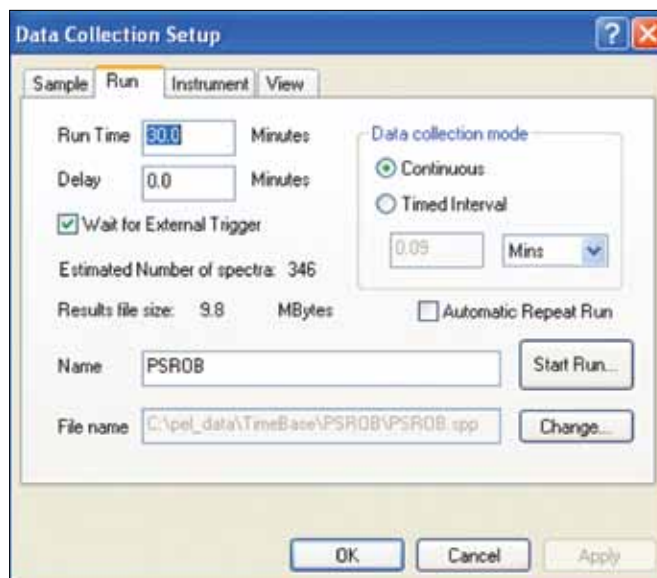 Data Collection Setup
Sample Run Instrument View
Run Time 30.0 Minutes
Delay 0.0 Minutes
Wait for External Trigger
Estimated Number of spectra: 346
Results file size: 9.8 MBytes
Data collection mode
Continuous
Timed Interval
0.09 Mins
Automatic Repeat Run
Name PSROB
Start Run...
File name C:\pel_data\TimeBase\PSROB\PSROB.spp
Change...
OK Cancel Apply